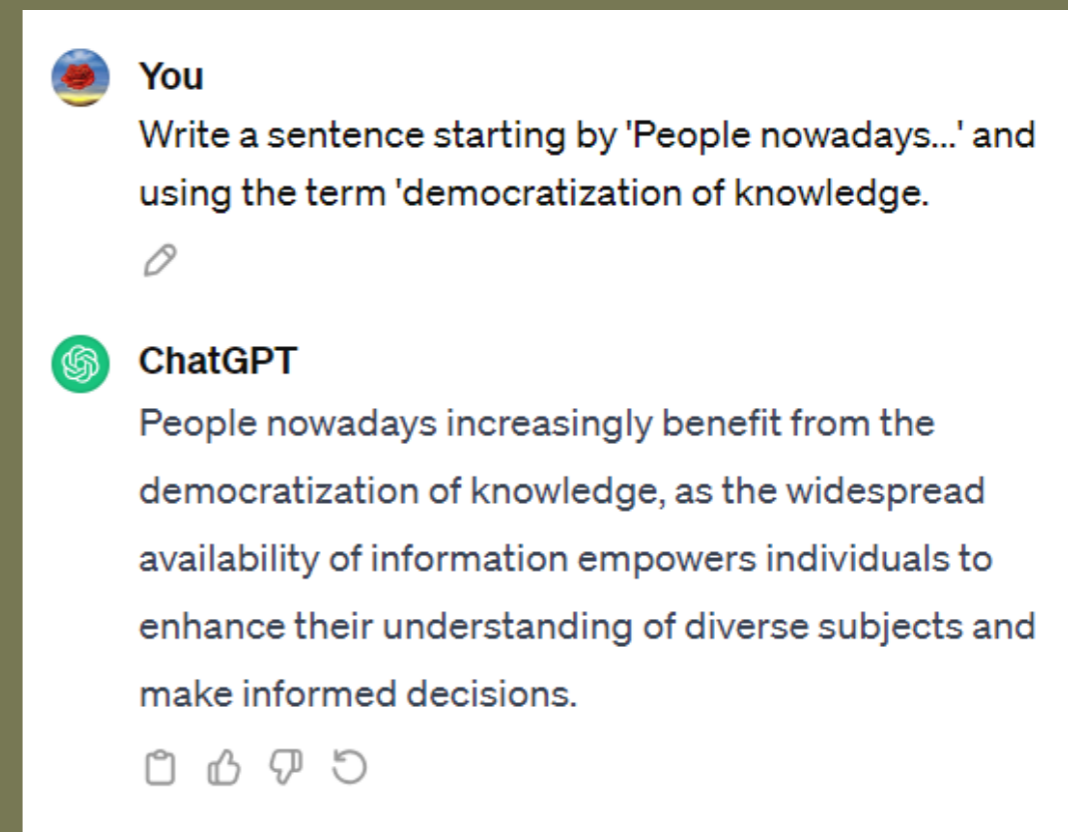 You
Write a sentence starting by 'People nowadays...' and
using the term 'democratization of knowledge.
ChatGPT
People nowadays increasingly benefit from the
democratization of knowledge, as the widespread
availability of information empowers individuals to
enhance their understanding of diverse subjects and
make informed decisions.